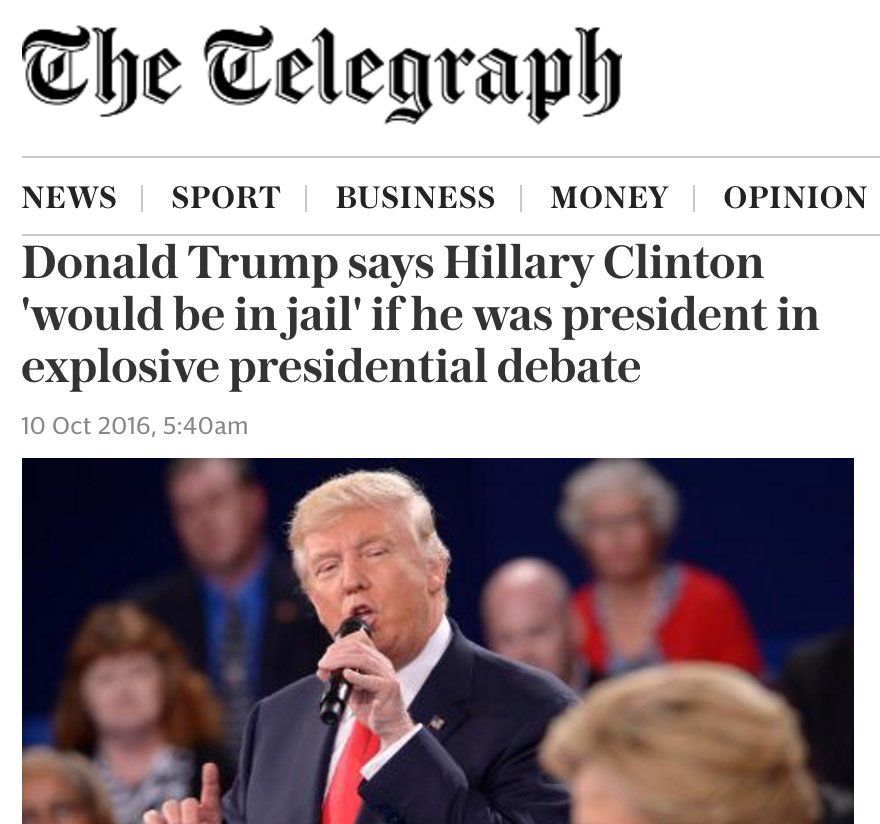 The Telegraph
NEWS | SPORT | BUSINESS | MONEY | OPINION
Donald Trump says Hillary Clinton
'would be in jail' if he was president in
explosive presidential debate
10 Oct 2016, 5:40am